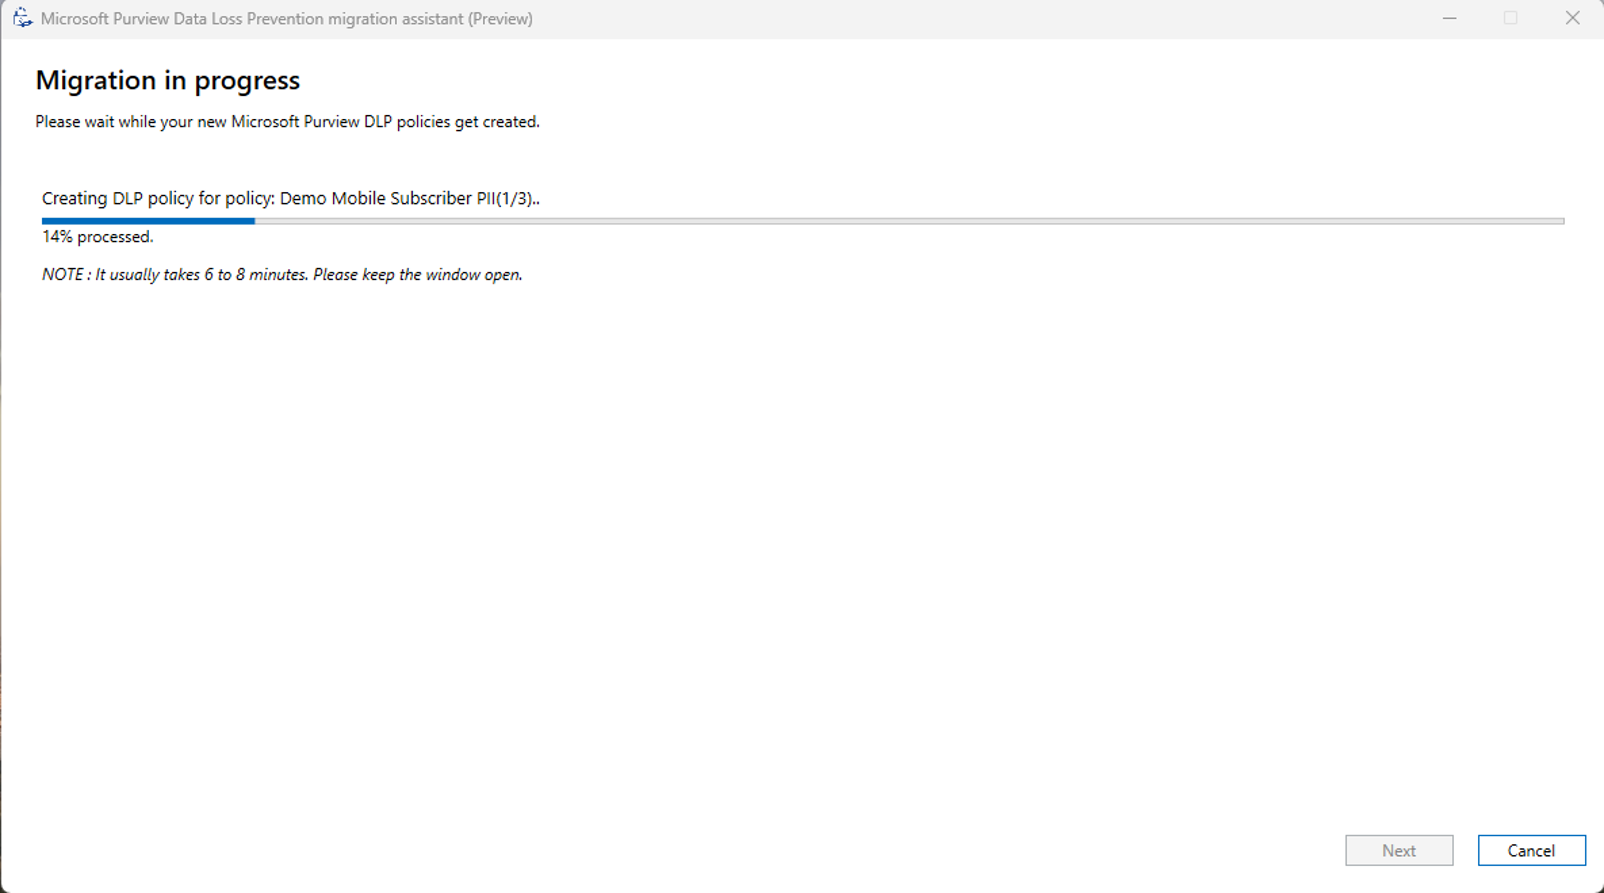 Microsoft Purview Data Loss Prevention migration assistant (Preview)
Migration in progress
Please wait while your new Microsoft Purview DLP policies get created.
Creating DLP policy for policy: Demo Mobile Subscriber PII(1/3)..
14% processed.
NOTE : It usually takes 6 to 8 minutes. Please keep the window open.
Next
Cancel